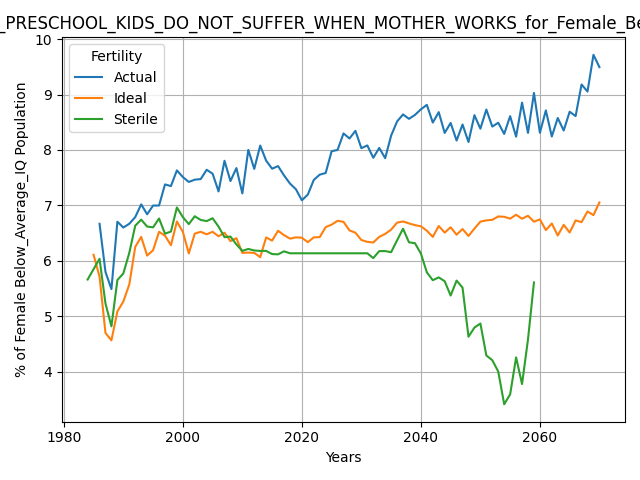 _PRESCHOOL_KIDS_DO_NOT_SUFFER_WHEN_MOTHER_WORKS_for_Female_Be
Fertility
Actual
Ideal
Sterile
% of Female Below_Average_IQ Population
10
9
8
7
6
5
4
1980
2000
2020
2040
2060
Years